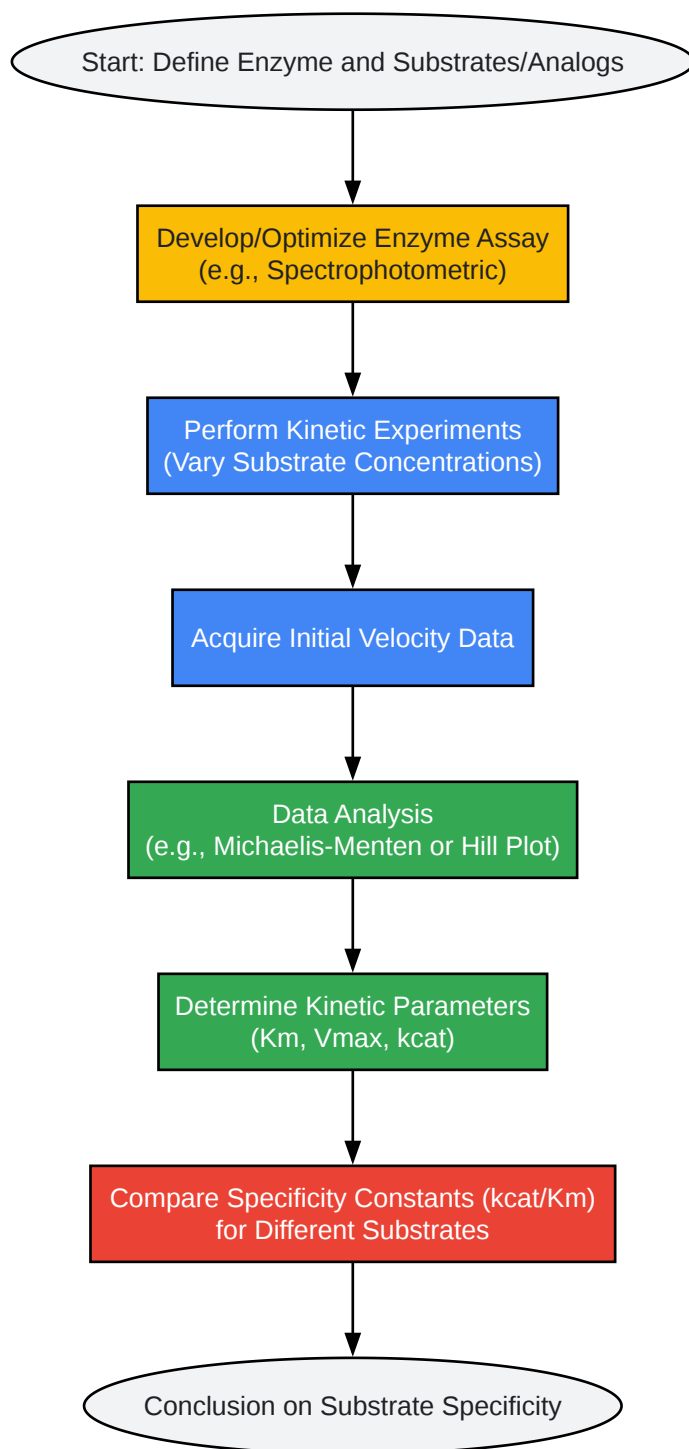 Start: Define Enzyme and Substrates/Analogs
Develop/Optimize Enzyme Assay
(e.g., Spectrophotometric)
Perform Kinetic Experiments
(Vary Substrate Concentrations)
Acquire Initial Velocity Data
Data Analysis
(e.g., Michaelis-Menten or Hill Plot)
Determine Kinetic Parameters
(Km, Vmax, kcat)
Compare Specificity Constants (kcat/Km)
for Different Substrates
Conclusion on Substrate Specificity